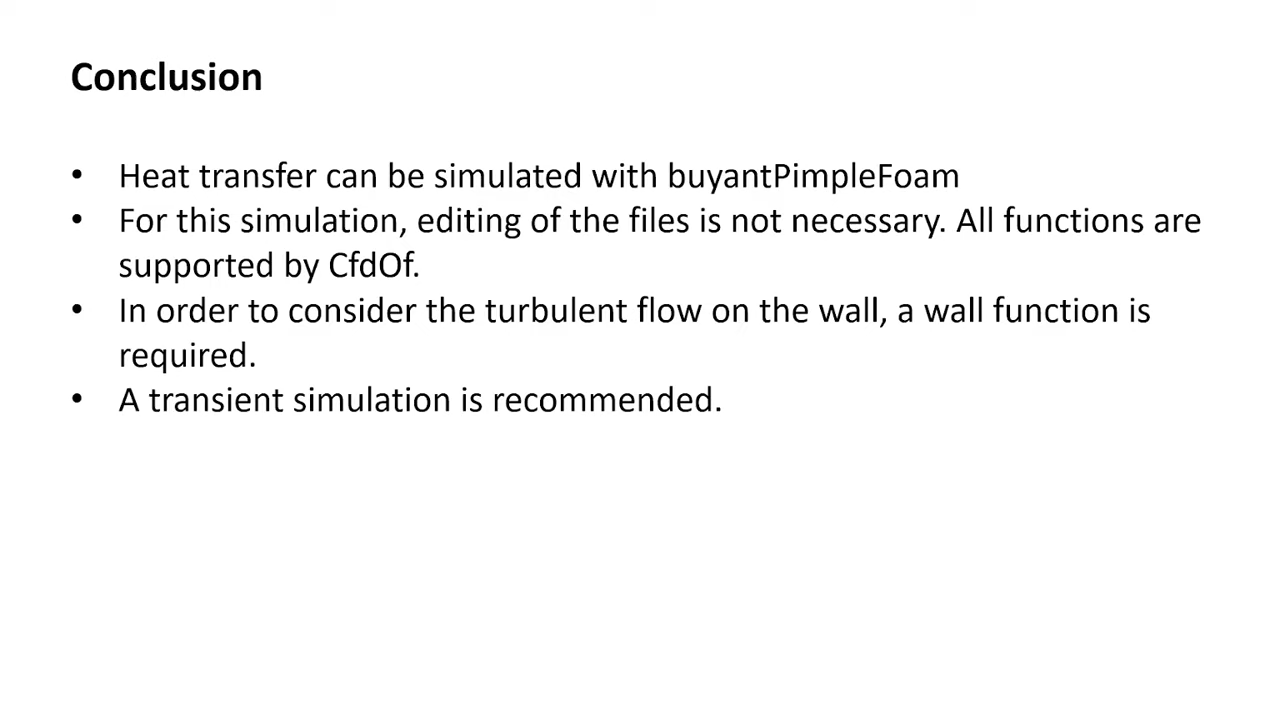 Conclusion
• Heat transfer can be simulated with buyantPimpleFoam
• For this simulation, editing of the files is not necessary. All functions are
supported by CfdOf.
• In order to consider the turbulent flow on the wall, a wall function is
required.
• A transient simulation is recommended.